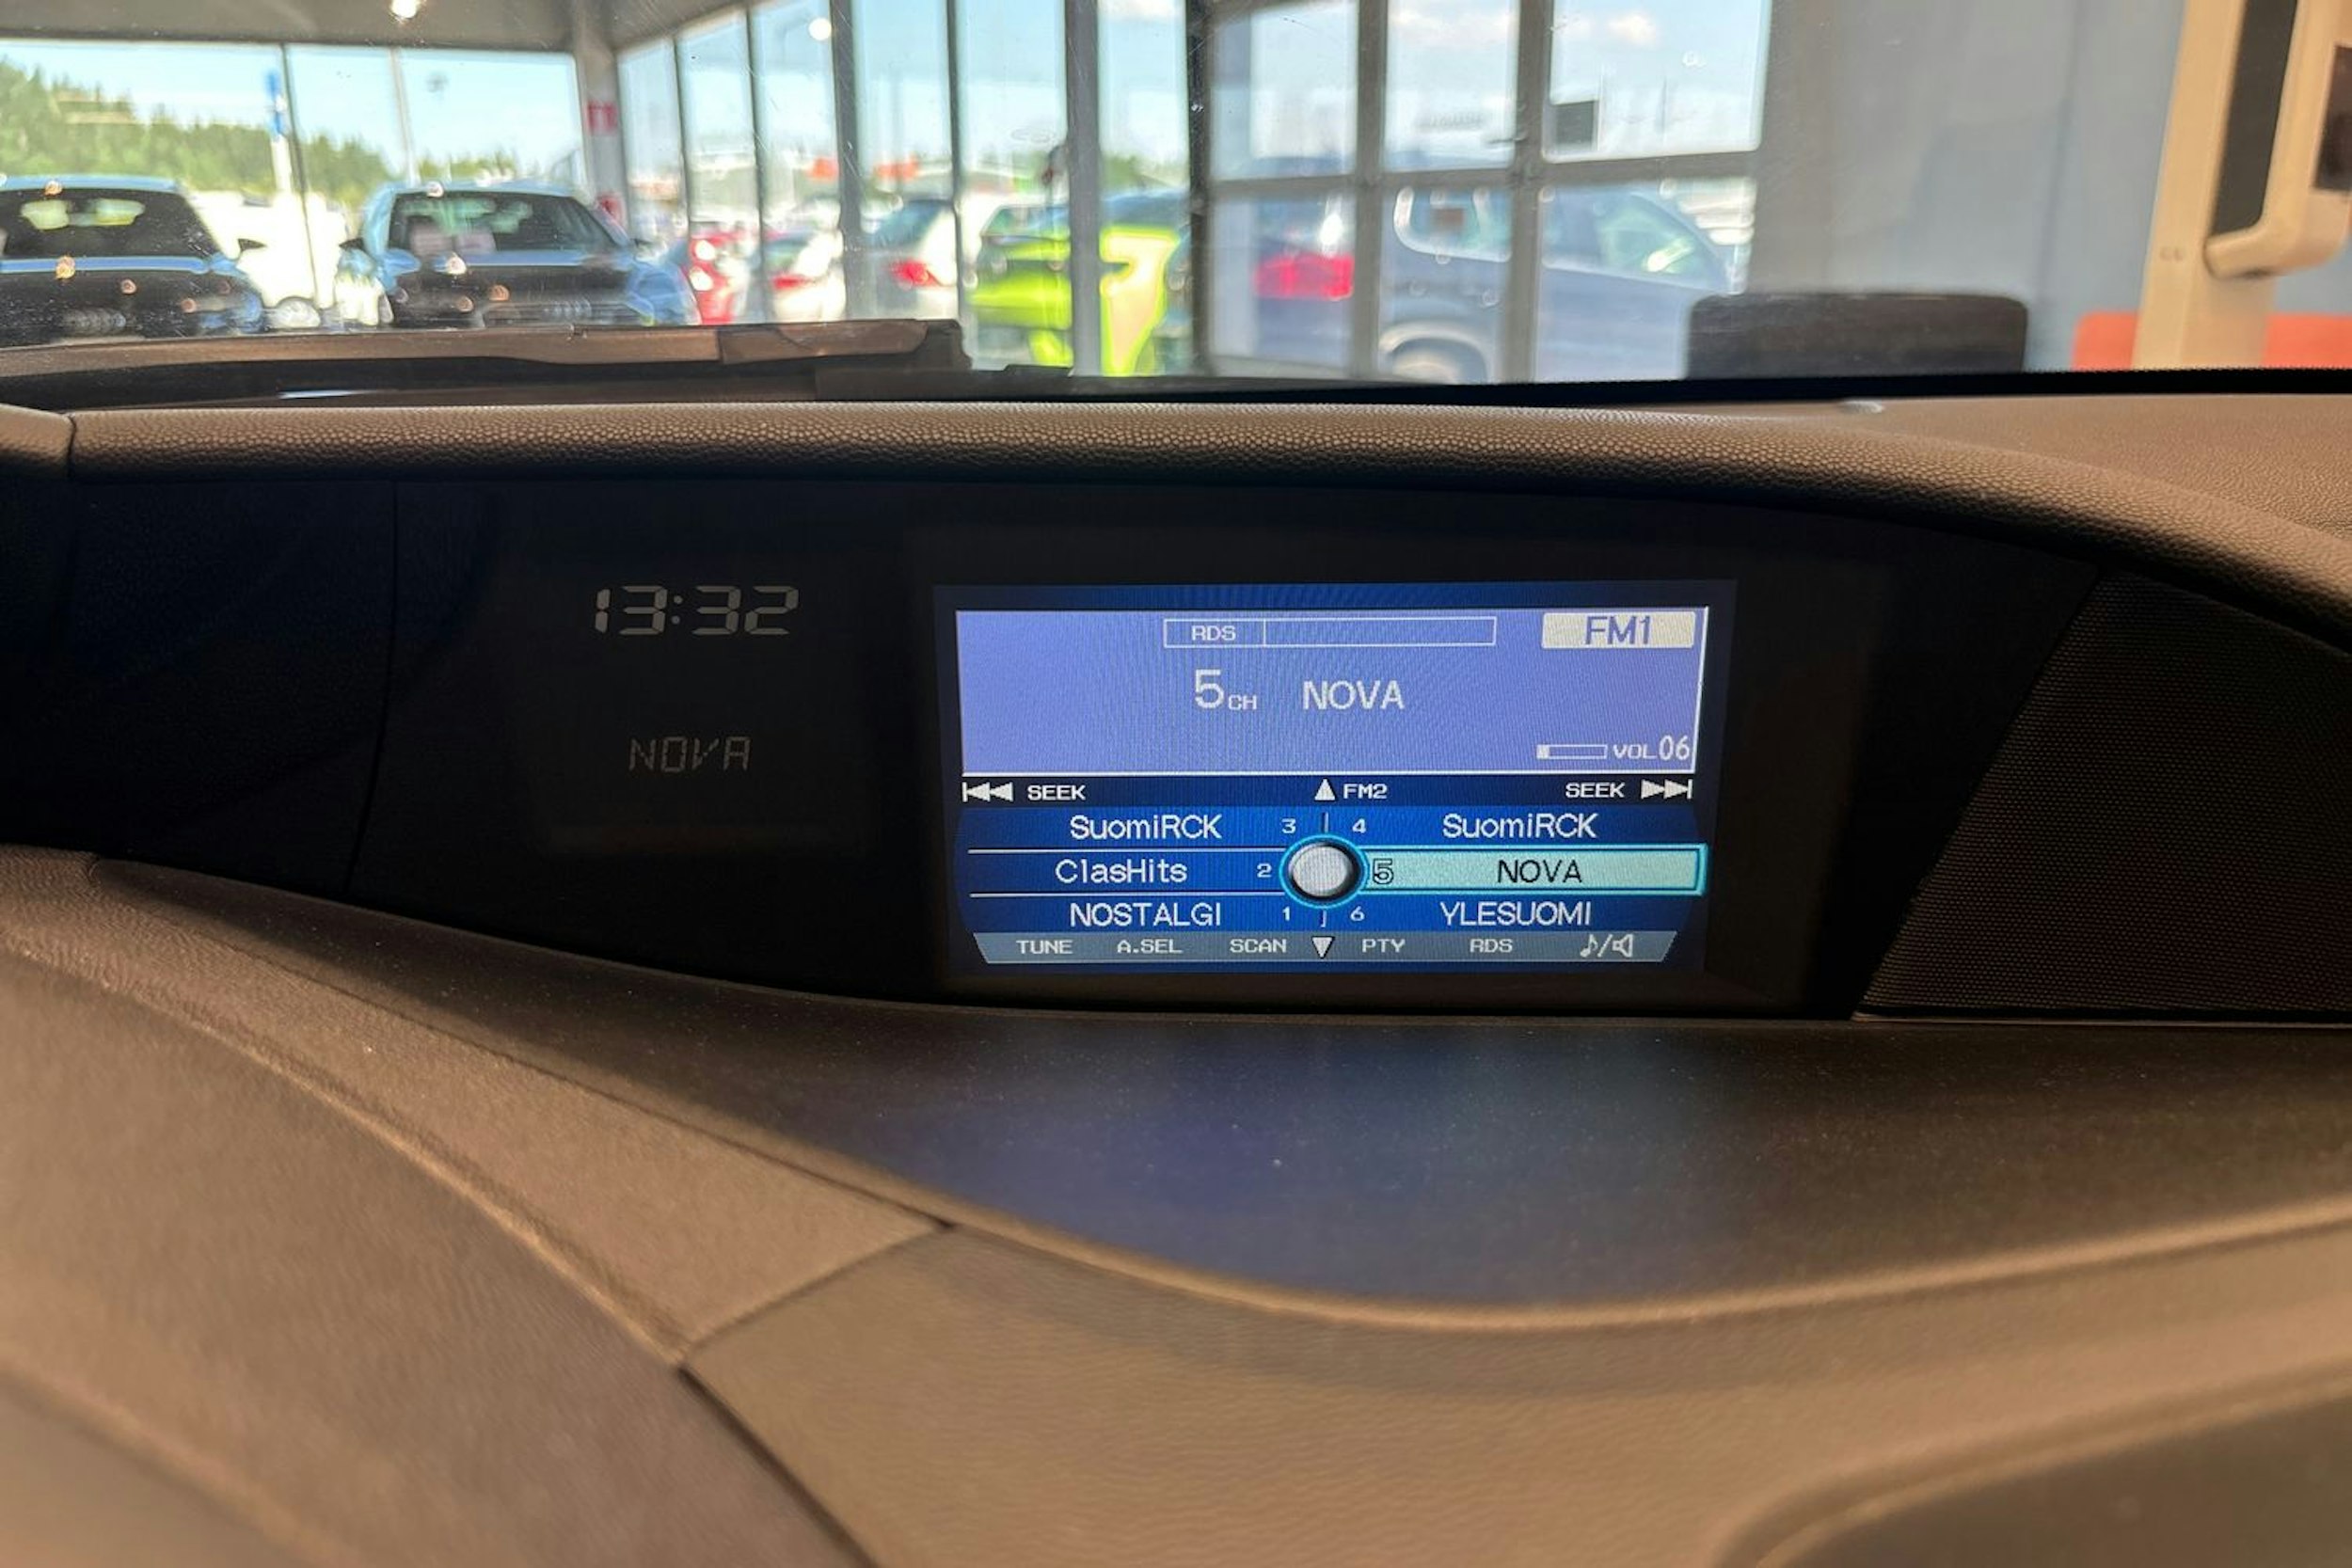 13:32
NOVA
RDS FM1
5CH NOVA
VOL 06
SEEK FM2 SEEK
SuomiRCK 3 4 SuomiRCK
ClasHits 2 5 NOVA
NOSTALGI 1 6 YLESUOMI
TUNE A.SEL SCAN PTY RDS